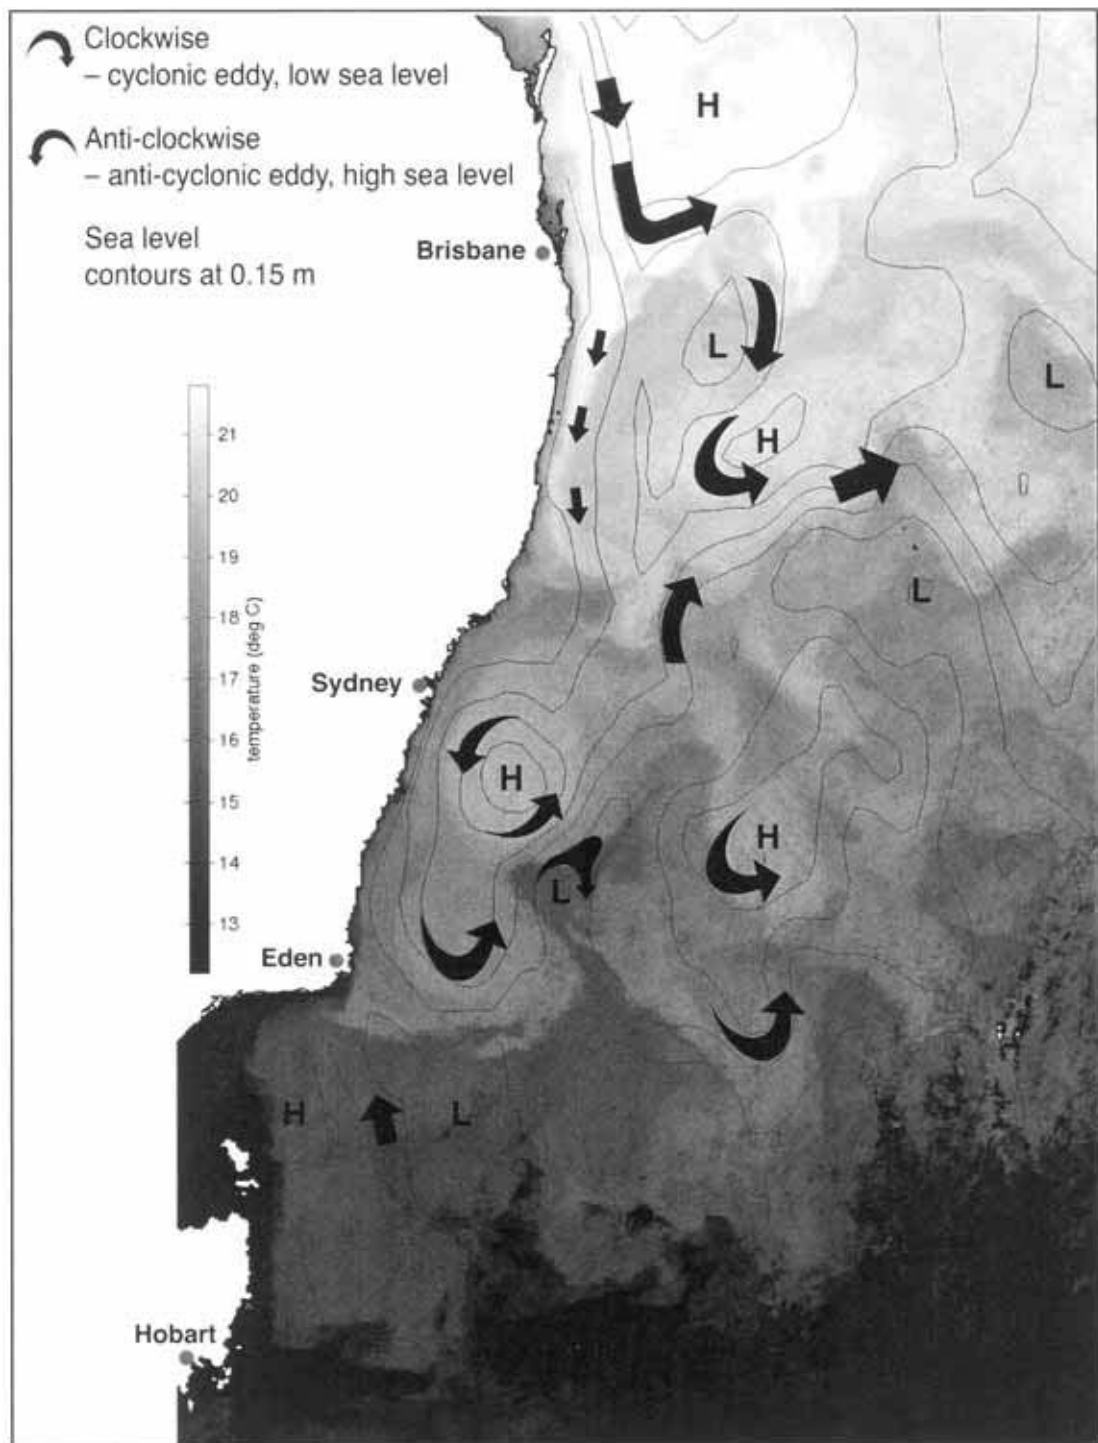 Clockwise
– cyclonic eddy, low sea level
Anti-clockwise
– anti-cyclonic eddy, high sea level
Sea level
contours at 0.15 m
H
Brisbane
L
L
H
21
20
19
18
17
16
15
14
13
temperature (deg C)
L
Sydney
H
H
L
Eden
H
L
Hobart